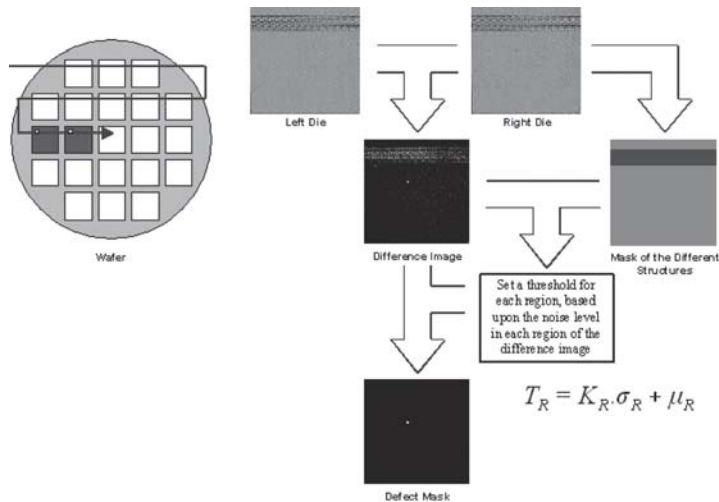 Left Die
Right Die
Wafer
Difference Image
Mask of the Different
Structures
Set a threshold for
each region, based
upon the noise level
in each region of the
difference image
T_R = K_R.σ_R + μ_R
Defect Mask